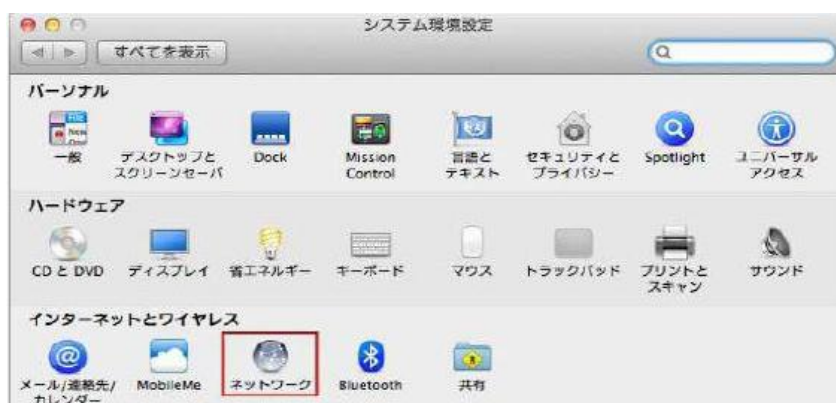 システム環境設定
すべてを表示
パーソナル
File
New
一般
デスクトップと
スクリーンセーバ
Dock
Mission
Control
言語と
テキスト
セキュリティと
プライバシー
Spotlight
ユニバーサル
アクセス
ハードウェア
CD と DVD
ディスプレイ
省エネルギー
キーボード
マウス
トラックパッド
プリントと
スキャン
サウンド
インターネットとワイヤレス
メール/連絡先/
カレンダー
MobileMe
ネットワーク
Bluetooth
共有